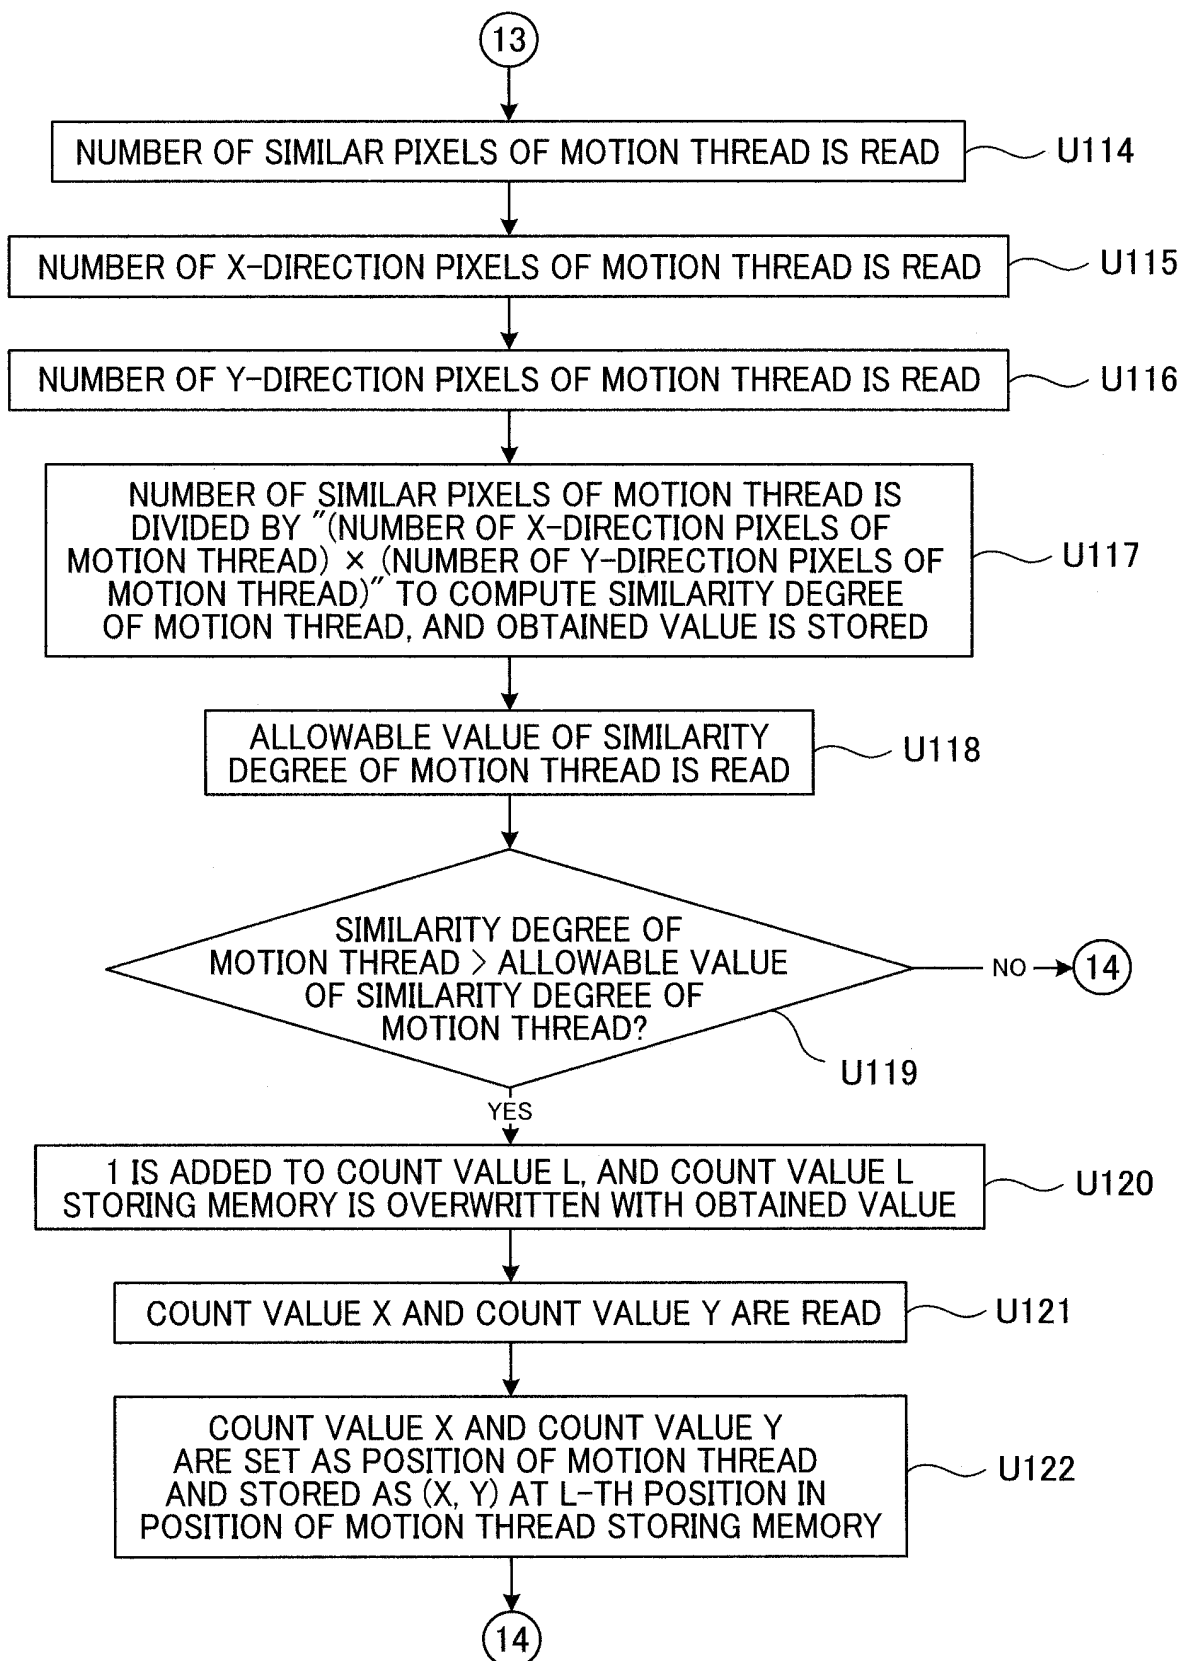 13
NUMBER OF SIMILAR PIXELS OF MOTION THREAD IS READ
U114
NUMBER OF X-DIRECTION PIXELS OF MOTION THREAD IS READ
U115
NUMBER OF Y-DIRECTION PIXELS OF MOTION THREAD IS READ
U116
NUMBER OF SIMILAR PIXELS OF MOTION THREAD IS
DIVIDED BY "(NUMBER OF X-DIRECTION PIXELS OF
MOTION THREAD) × (NUMBER OF Y-DIRECTION PIXELS OF
MOTION THREAD)" TO COMPUTE SIMILARITY DEGREE
OF MOTION THREAD, AND OBTAINED VALUE IS STORED
U117
ALLOWABLE VALUE OF SIMILARITY
DEGREE OF MOTION THREAD IS READ
U118
SIMILARITY DEGREE OF
MOTION THREAD > ALLOWABLE VALUE
OF SIMILARITY DEGREE OF
MOTION THREAD?
NO
14
U119
YES
1 IS ADDED TO COUNT VALUE L, AND COUNT VALUE L
STORING MEMORY IS OVERWRITTEN WITH OBTAINED VALUE
U120
COUNT VALUE X AND COUNT VALUE Y ARE READ
U121
COUNT VALUE X AND COUNT VALUE Y
ARE SET AS POSITION OF MOTION THREAD
AND STORED AS (X, Y) AT L-TH POSITION IN
POSITION OF MOTION THREAD STORING MEMORY
U122
14